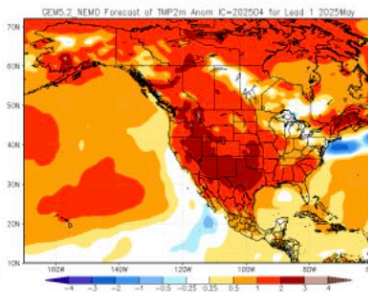 GEM5.2_NEMO Forecast of TMP2m Anom IC=202504 for Lead 1 2025May
70N
60N
50N
40N
30N
20N
10N
160W 140W 120W 100W 80W
-4 -3 -2 -1 -0.5 -0.25 0.25 0.5 1 2 3 4